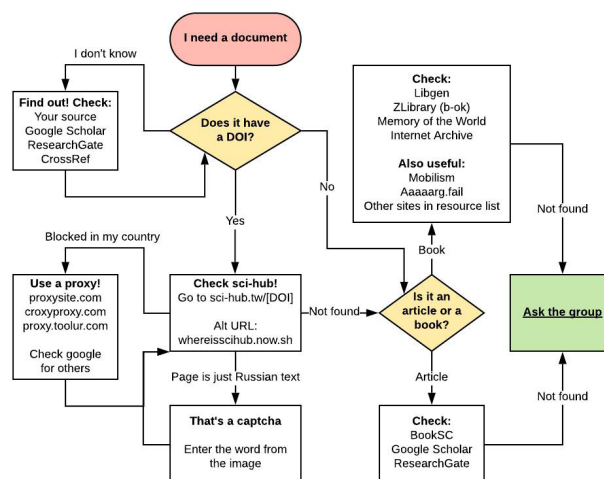 I need a document
I don't know
Find out! Check:
Your source
Google Scholar
ResearchGate
CrossRef
Does it have
a DOI?
Check:
Libgen
ZLibrary (b-ok)
Memory of the World
Internet Archive
Also useful:
Mobilism
Aaaaarg.fail
Other sites in resource list
No
Not found
Yes
Blocked in my country
Book
Use a proxy!
proxysite.com
croxyproxy.com
proxy.toolur.com
Check google
for others
Check sci-hub!
Go to sci-hub.tw/[DOI]
Alt URL:
whereisscihub.now.sh
Not found
Is it an
article or a
book?
Ask the group
Page is just Russian text
Article
Not found
That's a captcha
Enter the word from
the image
Check:
BookSC
Google Scholar
ResearchGate